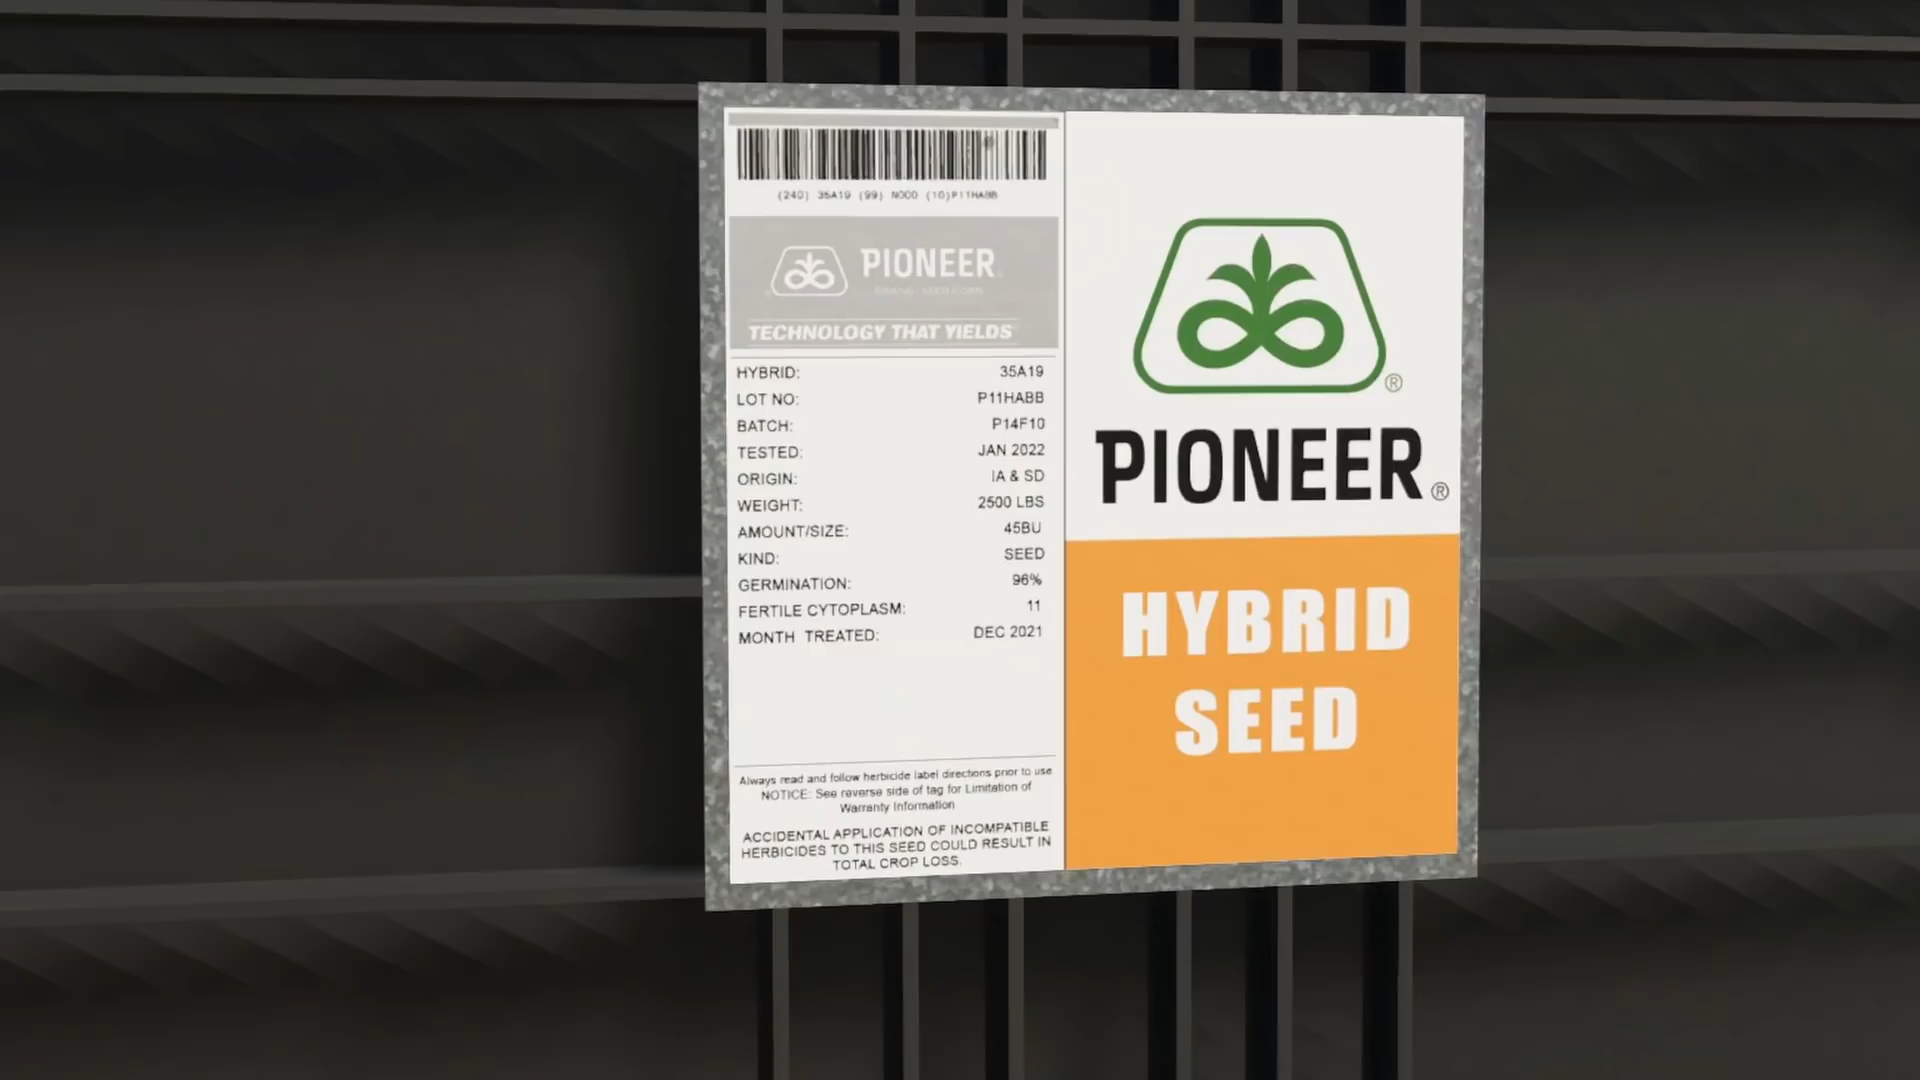 (240) 35A19 (99) N000 (10)P11HABB
PIONEER
TECHNOLOGY THAT YIELDS
HYBRID: 35A19
LOT NO: P11HABB
BATCH: P14F10
TESTED: JAN 2022
ORIGIN: IA & SD
WEIGHT: 2500 LBS
AMOUNT/SIZE: 45BU
KIND: SEED
GERMINATION: 96%
FERTILE CYTOPLASM: 11
MONTH TREATED: DEC 2021
Always read and follow herbicide label directions prior to use
NOTICE: See reverse side of tag for Limitation of
Warranty Information
ACCIDENTAL APPLICATION OF INCOMPATIBLE
HERBICIDES TO THIS SEED COULD RESULT IN
TOTAL CROP LOSS.
PIONEER®
HYBRID
SEED